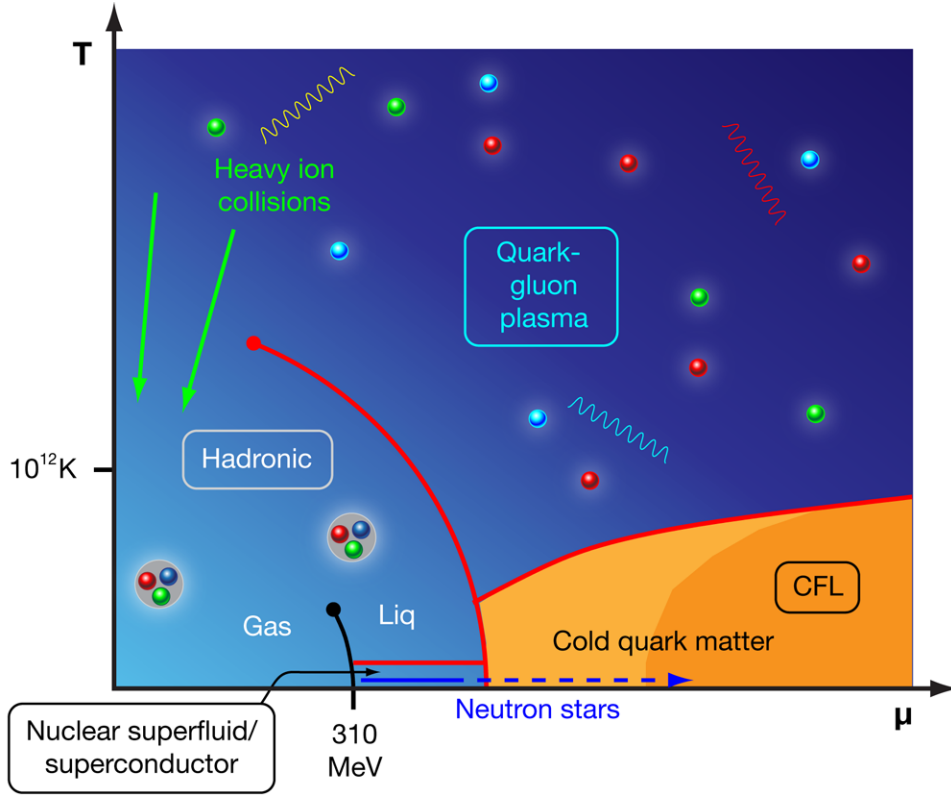 T
Heavy ion
collisions
Quark-
gluon
plasma
Hadronic
10¹²K
CFL
Gas
Liq
Cold quark matter
Neutron stars
μ
Nuclear superfluid/
superconductor
310
MeV